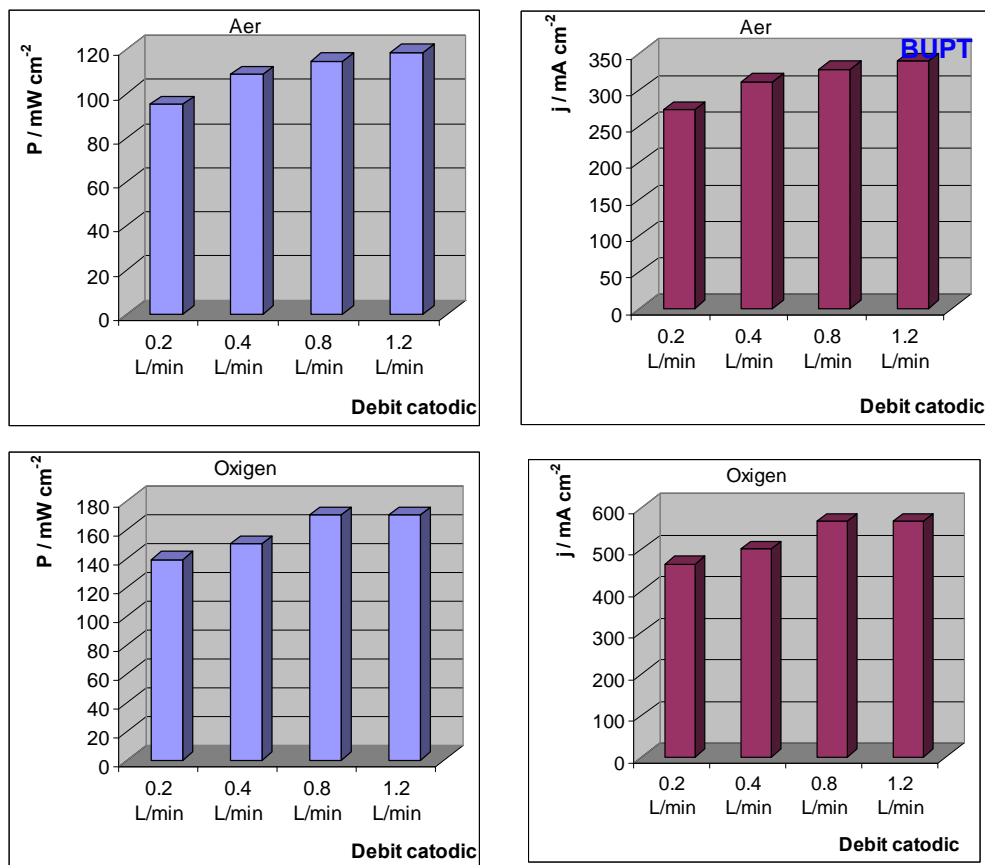 Aer
P / mW cm-2
120
100
80
60
40
20
0
0.2 0.4 0.8 1.2
L/min L/min L/min L/min
Debit catodic
Aer
BUPT
j / mA cm-2
350
300
250
200
150
100
50
0
0.2 0.4 0.8 1.2
L/min L/min L/min L/min
Debit catodic
Oxigen
P / mW cm-2
180
160
140
120
100
80
60
40
20
0
0.2 0.4 0.8 1.2
L/min L/min L/min L/min
Debit catodic
Oxigen
j / mA cm-2
600
500
400
300
200
100
0
0.2 0.4 0.8 1.2
L/min L/min L/min L/min
Debit catodic